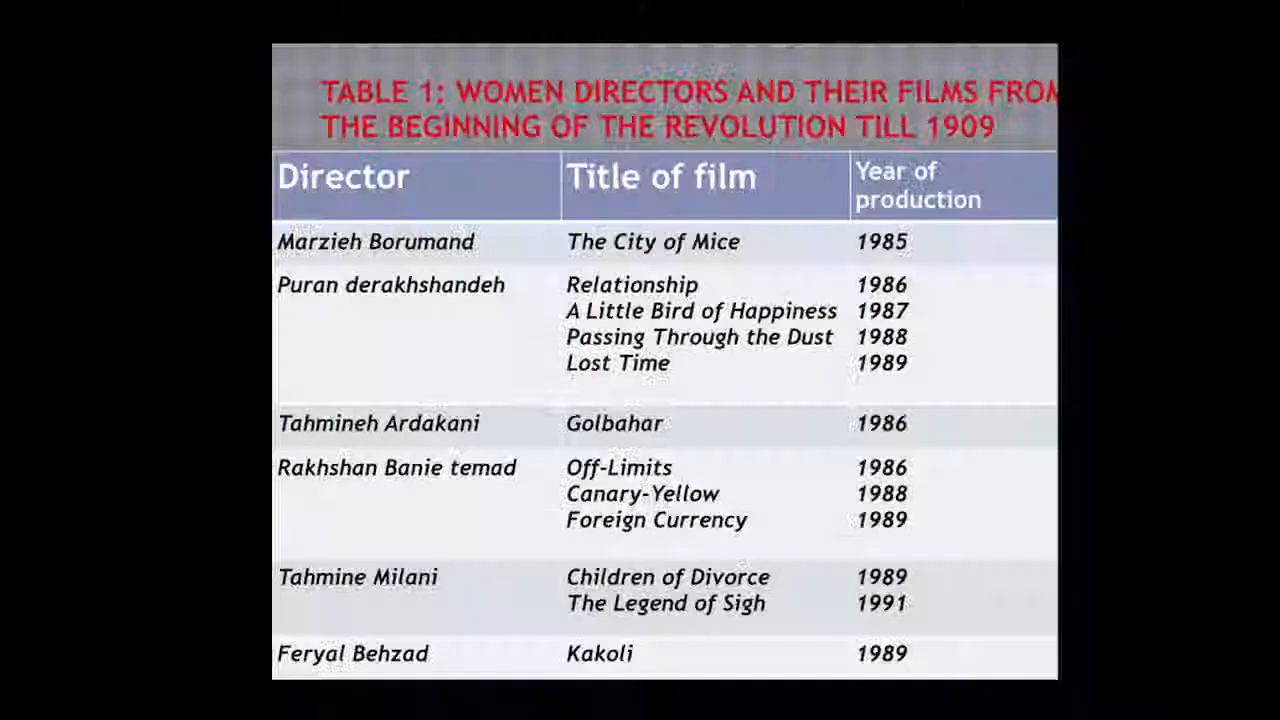 TABLE 1: WOMEN DIRECTORS AND THEIR FILMS FROM
THE BEGINNING OF THE REVOLUTION TILL 1909
Director Title of film Year of production
Marzieh Borumand The City of Mice 1985
Puran derakhshandeh Relationship 1986
A Little Bird of Happiness 1987
Passing Through the Dust 1988
Lost Time 1989
Tahmineh Ardakani Golbahar 1986
Rakhshan Banie temad Off-Limits 1986
Canary-Yellow 1988
Foreign Currency 1989
Tahmine Milani Children of Divorce 1989
The Legend of Sigh 1991
Feryal Behzad Kakoli 1989